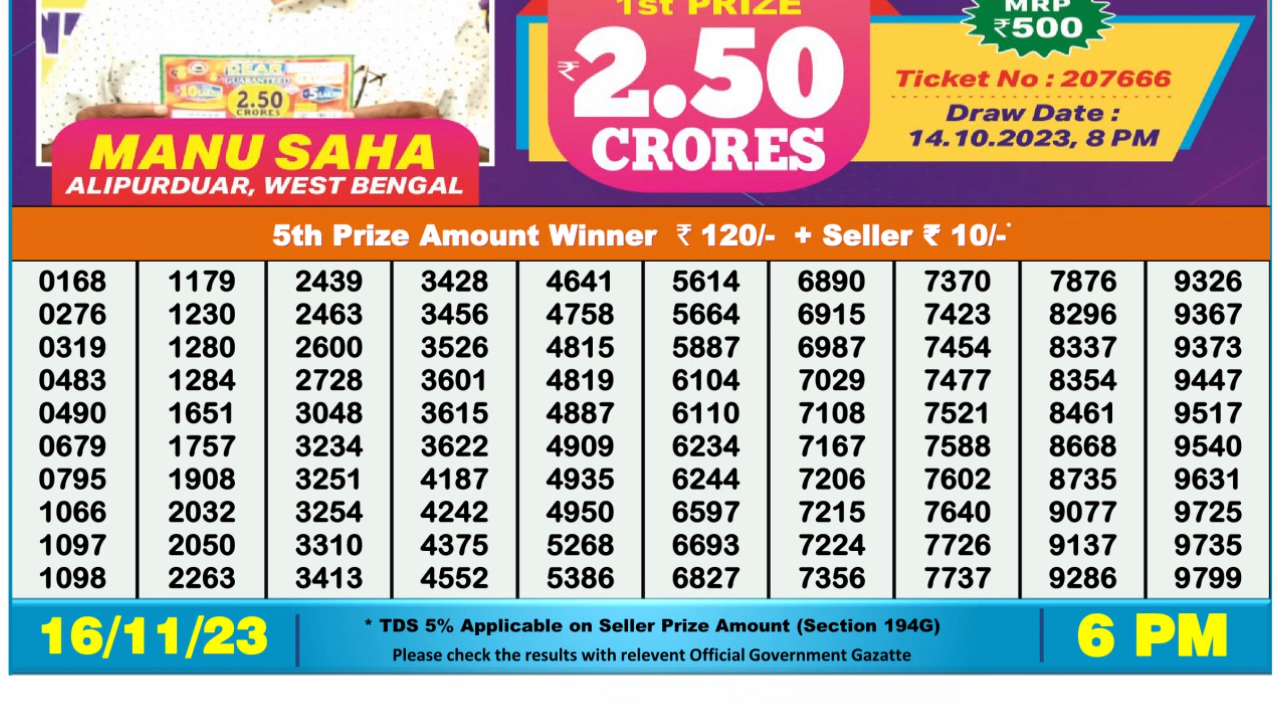 1st PRIZE
₹2.50
CRORES
MRP
₹500
Ticket No : 207666
Draw Date :
14.10.2023, 8 PM
DEAR
GUARANTEED
2.50
CRORES
MANU SAHA
ALIPURDUAR, WEST BENGAL
5th Prize Amount Winner ₹ 120/- + Seller ₹ 10/-*
0168 1179 2439 3428 4641 5614 6890 7370 7876 9326
0276 1230 2463 3456 4758 5664 6915 7423 8296 9367
0319 1280 2600 3526 4815 5887 6987 7454 8337 9373
0483 1284 2728 3601 4819 6104 7029 7477 8354 9447
0490 1651 3048 3615 4887 6110 7108 7521 8461 9517
0679 1757 3234 3622 4909 6234 7167 7588 8668 9540
0795 1908 3251 4187 4935 6244 7206 7602 8735 9631
1066 2032 3254 4242 4950 6597 7215 7640 9077 9725
1097 2050 3310 4375 5268 6693 7224 7726 9137 9735
1098 2263 3413 4552 5386 6827 7356 7737 9286 9799
16/11/23
* TDS 5% Applicable on Seller Prize Amount (Section 194G)
Please check the results with relevent Official Government Gazatte
6 PM